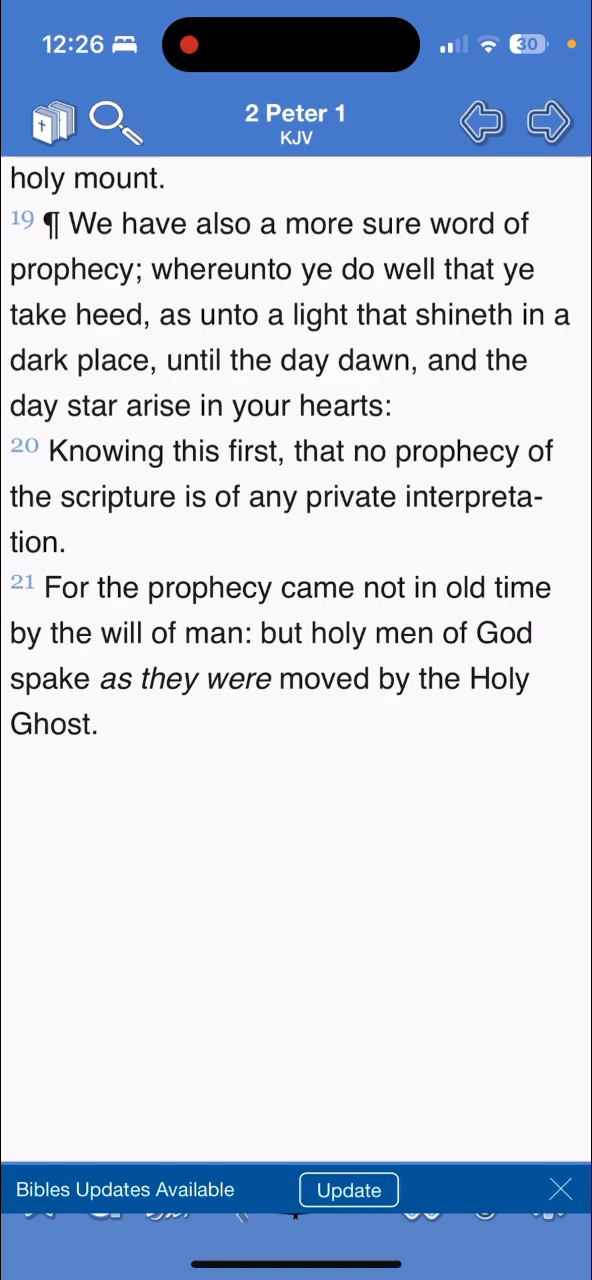 12:26
30
2 Peter 1
KJV
holy mount.
19 ¶ We have also a more sure word of
prophecy; whereunto ye do well that ye
take heed, as unto a light that shineth in a
dark place, until the day dawn, and the
day star arise in your hearts:
20 Knowing this first, that no prophecy of
the scripture is of any private interpreta-
tion.
21 For the prophecy came not in old time
by the will of man: but holy men of God
spake as they were moved by the Holy
Ghost.
Bibles Updates Available
Update